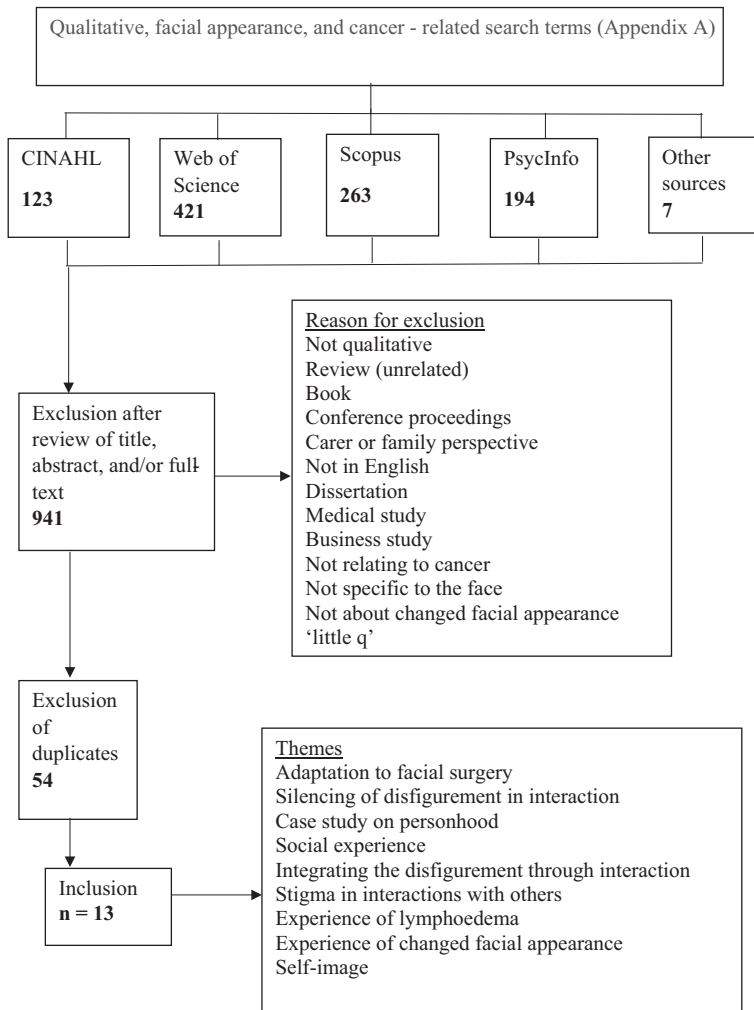 Qualitative, facial appearance, and cancer - related search terms (Appendix A)
CINAHL
123
Web of
Science
421
Scopus
263
PsycInfo
194
Other
sources
7
Reason for exclusion
Not qualitative
Review (unrelated)
Book
Conference proceedings
Carer or family perspective
Not in English
Dissertation
Medical study
Business study
Not relating to cancer
Not specific to the face
Not about changed facial appearance
‘little q’
Exclusion after
review of title,
abstract, and/or full-
text
941
Exclusion
of
duplicates
54
Themes
Adaptation to facial surgery
Silencing of disfigurement in interaction
Case study on personhood
Social experience
Integrating the disfigurement through interaction
Stigma in interactions with others
Experience of lymphoedema
Experience of changed facial appearance
Self-image
Inclusion
n = 13